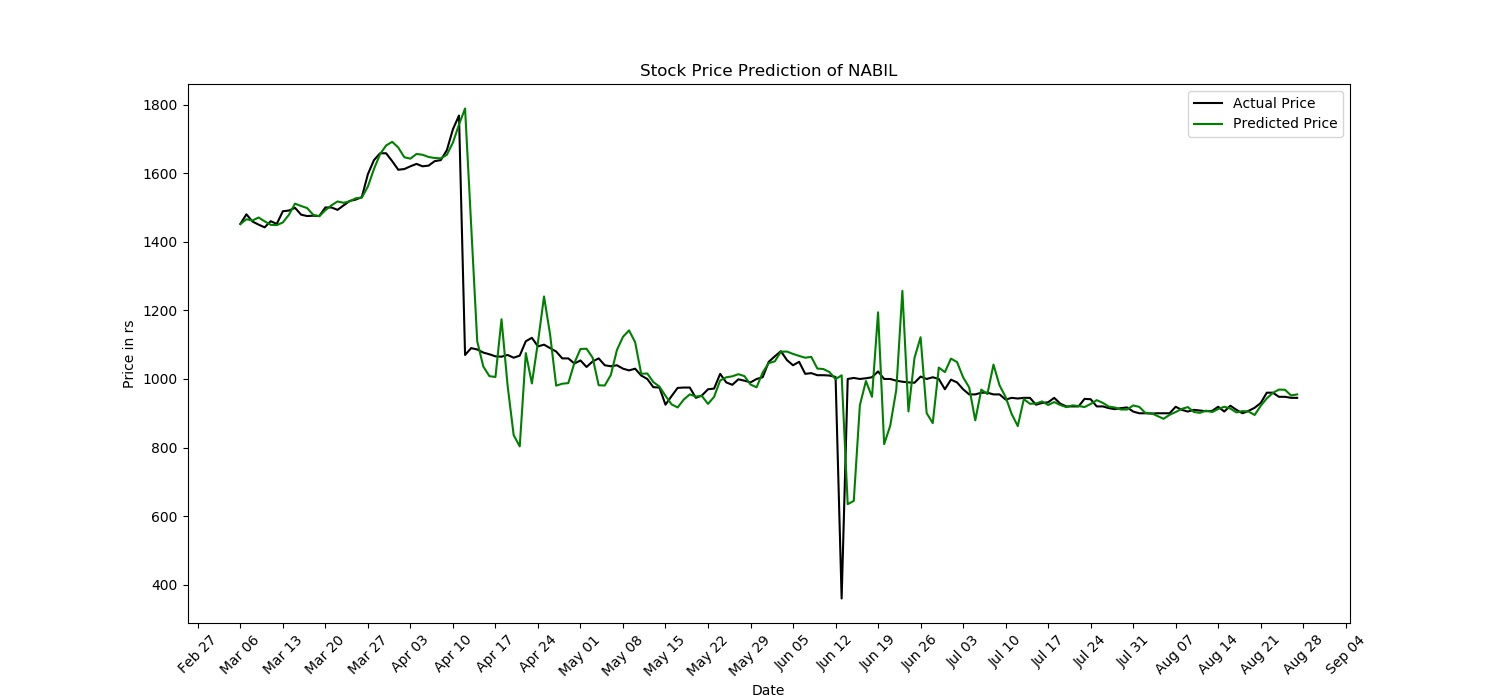 Stock Price Prediction of NABIL
Actual Price
Predicted Price
1800
1600
1400
1200
1000
800
600
400
Price in rs
Feb 27
Mar 06
Mar 13
Mar 20
Mar 27
Apr 03
Apr 10
Apr 17
Apr 24
May 01
May 08
May 15
May 22
May 29
Jun 05
Jun 12
Jun 19
Jun 26
Jul 03
Jul 10
Jul 17
Jul 24
Jul 31
Aug 07
Aug 14
Aug 21
Aug 28
Sep 04
Date